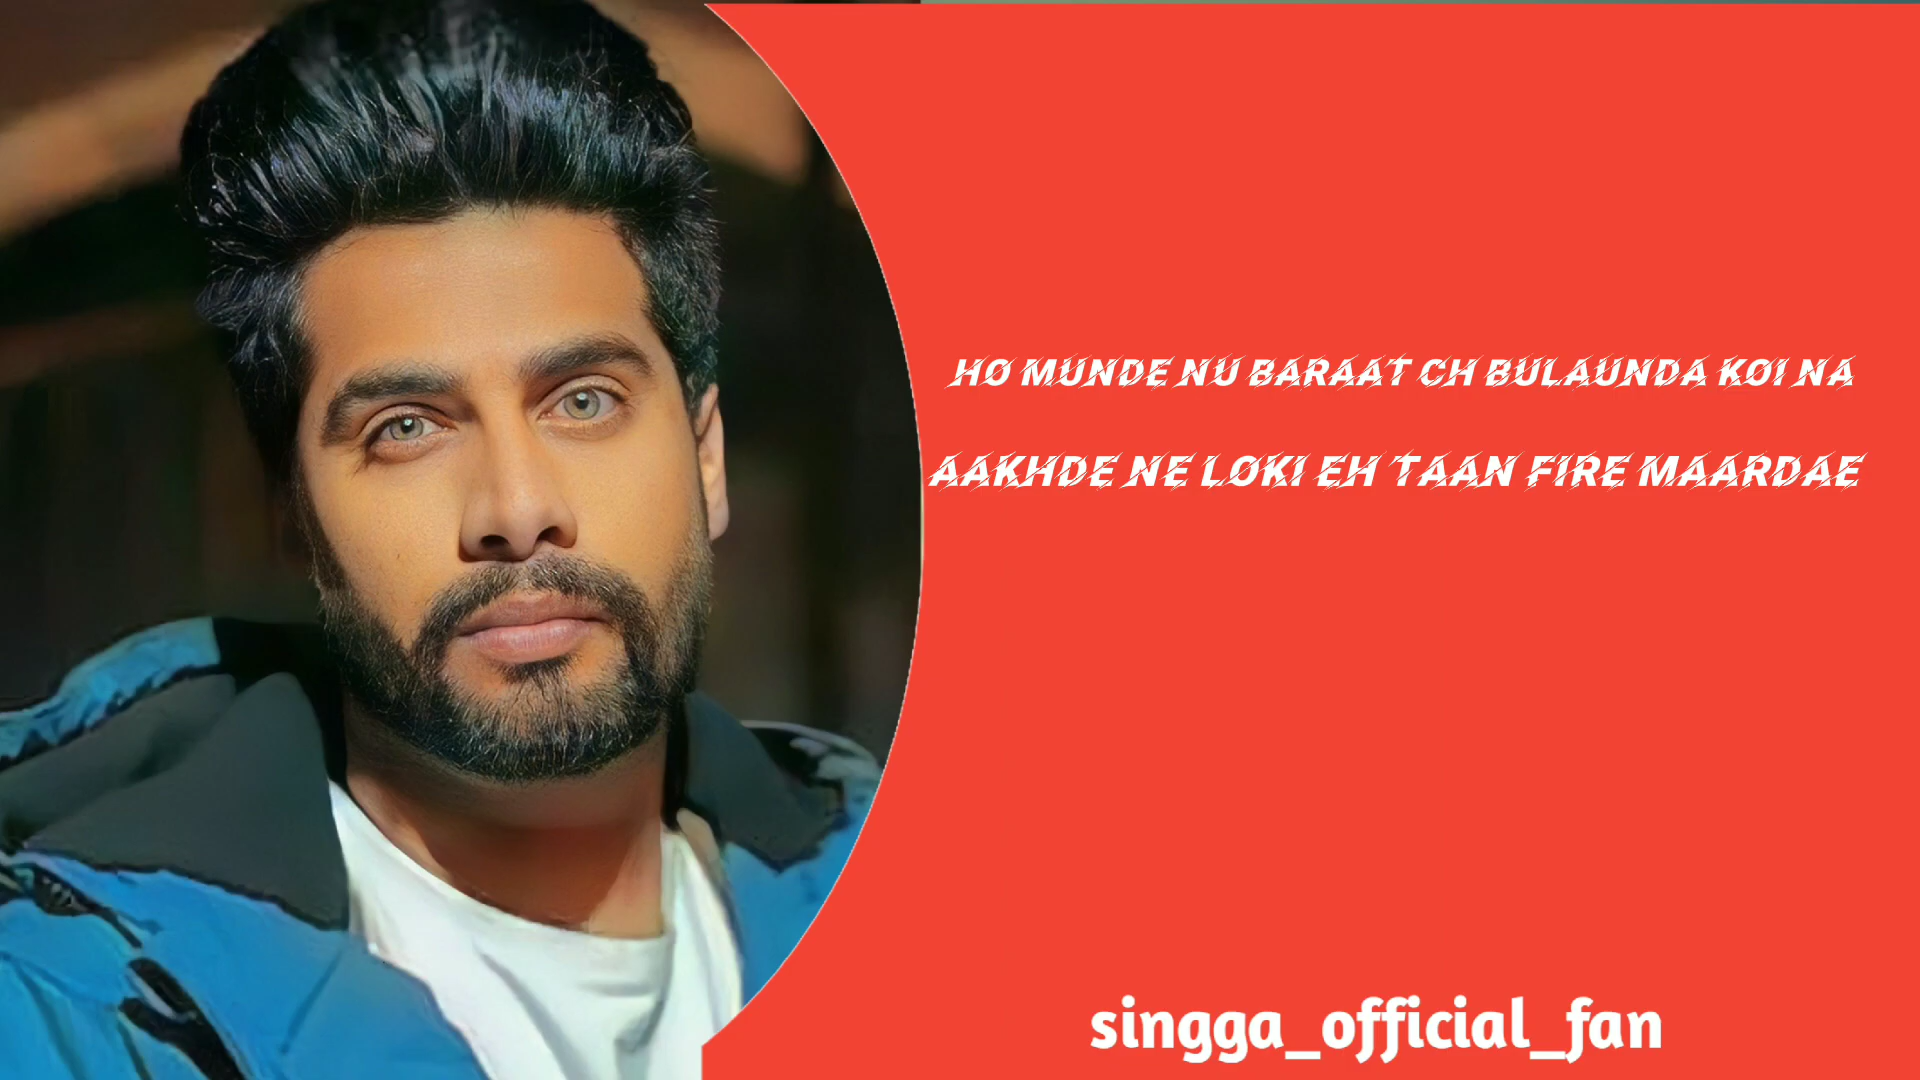 HO MUNDE NU BARAAT CH BULAUNDA KOI NA
AAKHDE NE LOKI EH TAAN FIRE MAARDAE
singga_official_fan